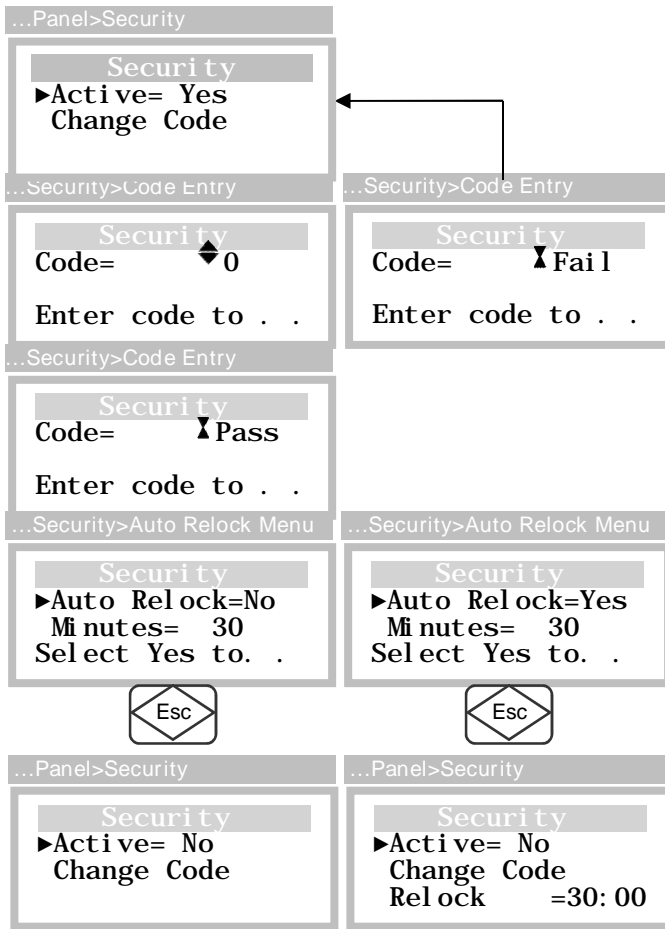 ...Panel>Security
Security
►Active= Yes
Change Code
...Security>Code Entry
Security
Code= 0
Enter code to . .
...Security>Code Entry
Security
Code= Fail
Enter code to . .
...Security>Code Entry
Security
Code= Pass
Enter code to . .
...Security>Auto Relock Menu
Security
►Auto Relock=No
Minutes= 30
Select Yes to. .
Esc
...Security>Auto Relock Menu
Security
►Auto Relock=Yes
Minutes= 30
Select Yes to. .
Esc
...Panel>Security
Security
►Active= No
Change Code
...Panel>Security
Security
►Active= No
Change Code
Relock =30:00